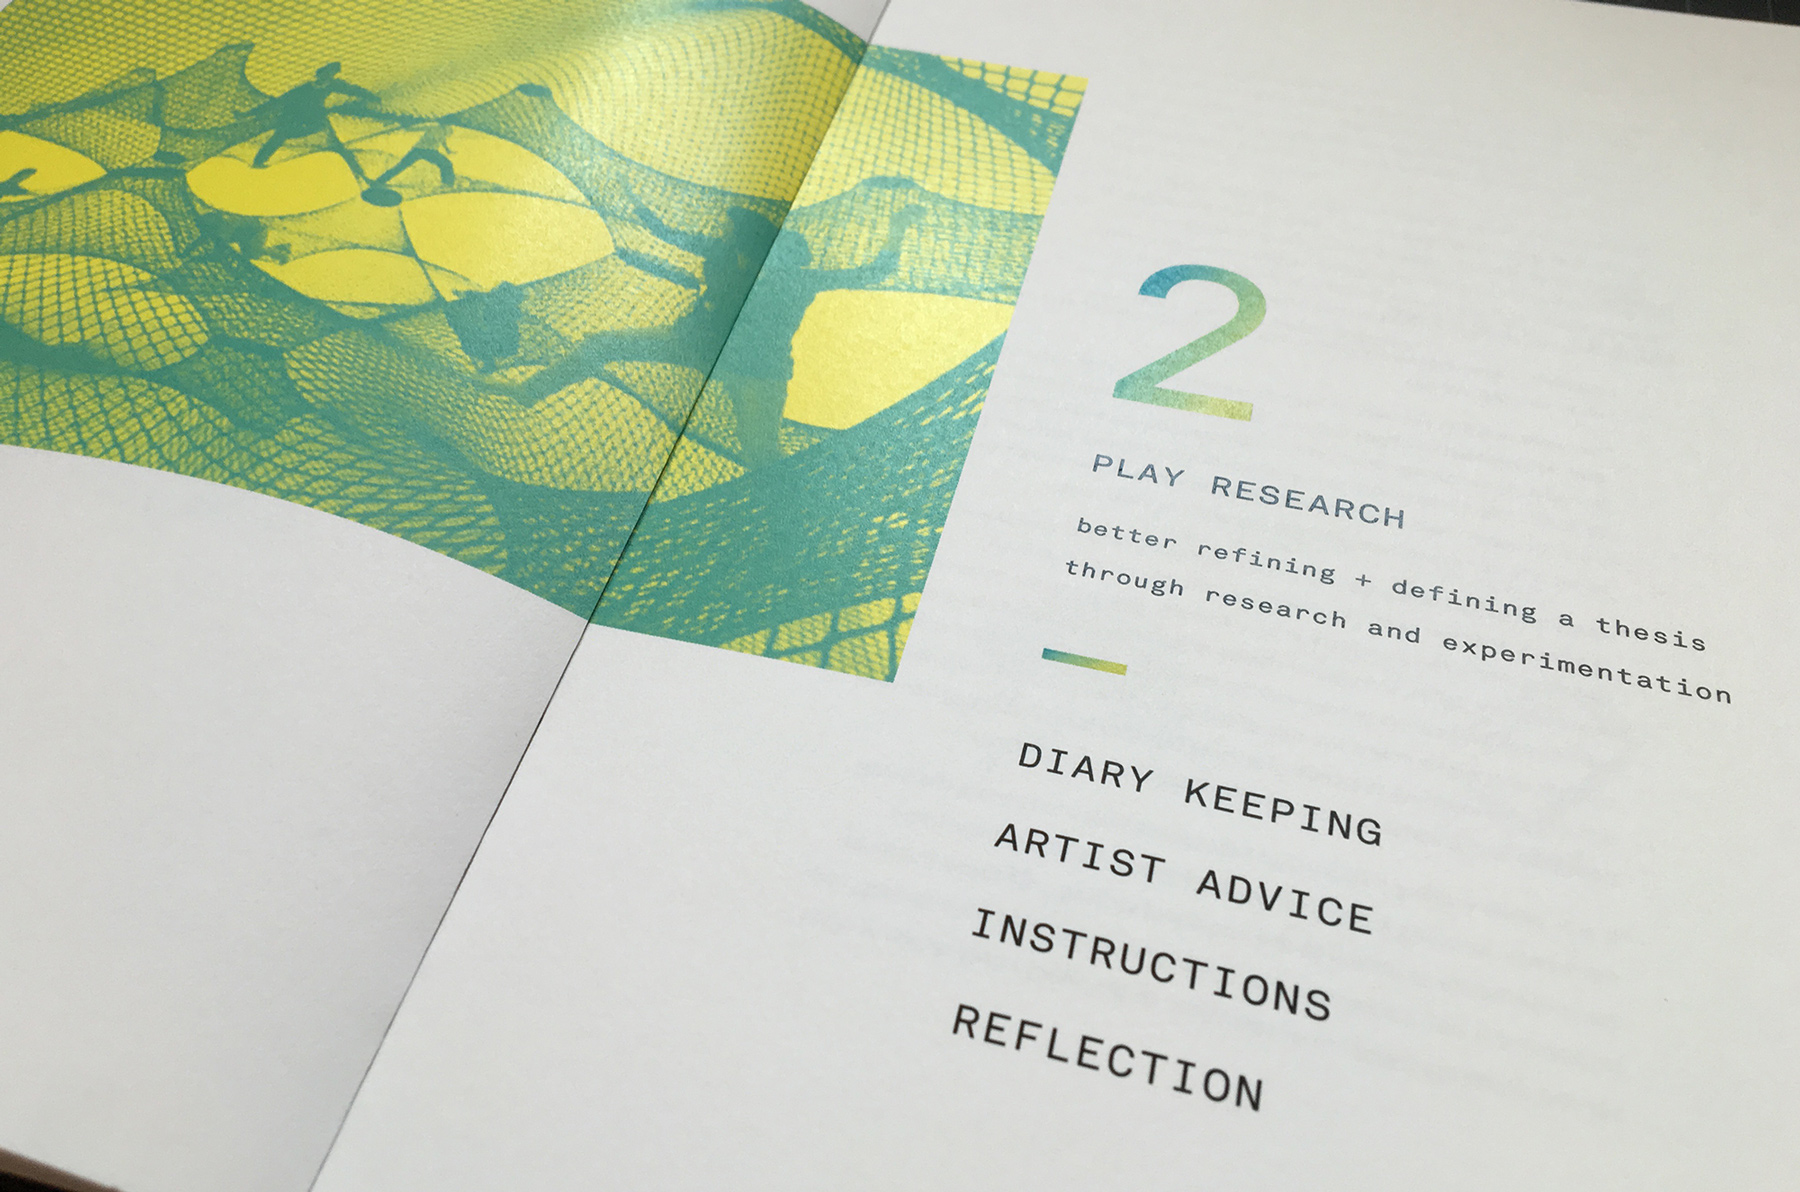 2
PLAY RESEARCH
better refining + defining a thesis
through research and experimentation
DIARY KEEPING
ARTIST ADVICE
INSTRUCTIONS
REFLECTION